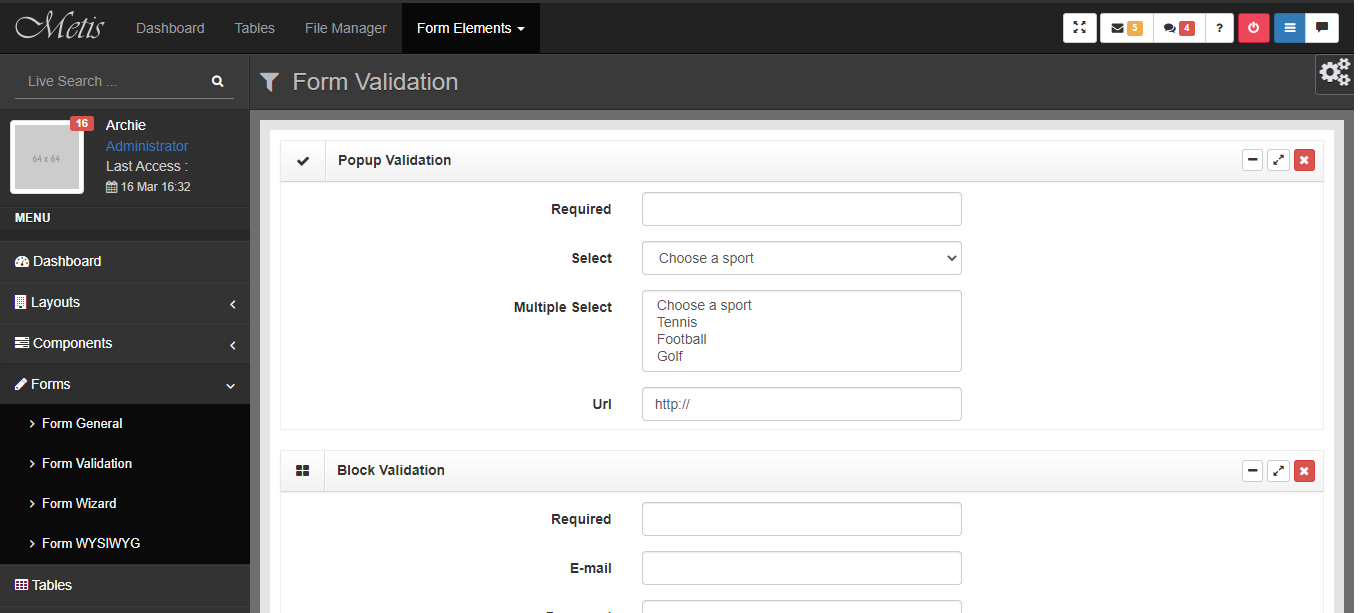 Metis
Dashboard
Tables
File Manager
Form Elements
5
4
?
Live Search ...
Form Validation
64 x 64
16
Archie
Administrator
Last Access :
16 Mar 16:32
MENU
Dashboard
Layouts
Components
Forms
Form General
Form Validation
Form Wizard
Form WYSIWYG
Tables
Popup Validation
Required
Select
Choose a sport
Multiple Select
Choose a sport
Tennis
Football
Golf
Url
http://
Block Validation
Required
E-mail